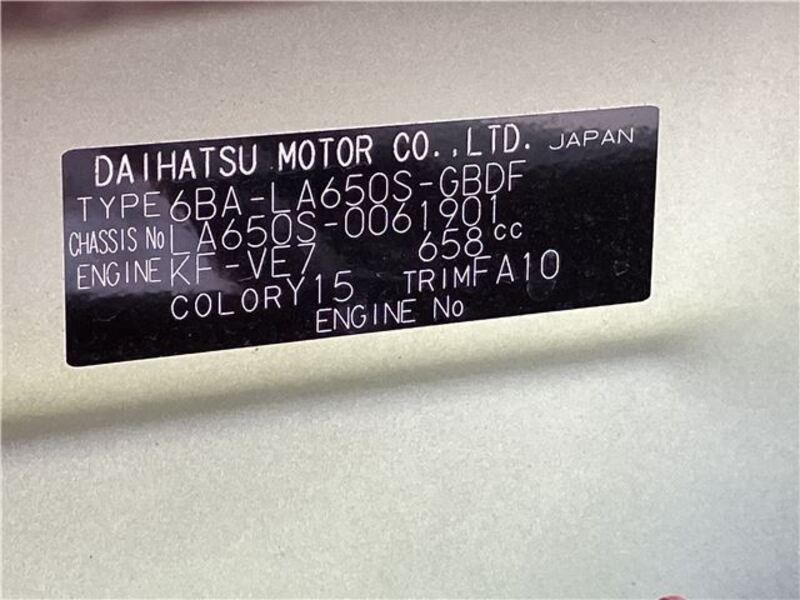 DAIHATSU MOTOR CO.,LTD. JAPAN
TYPE 6BA-LA650S-GBDF
CHASSIS No LA650S-0061901
ENGINE KF-VE7 658cc
COLOR Y15 TRIM FA10
ENGINE No